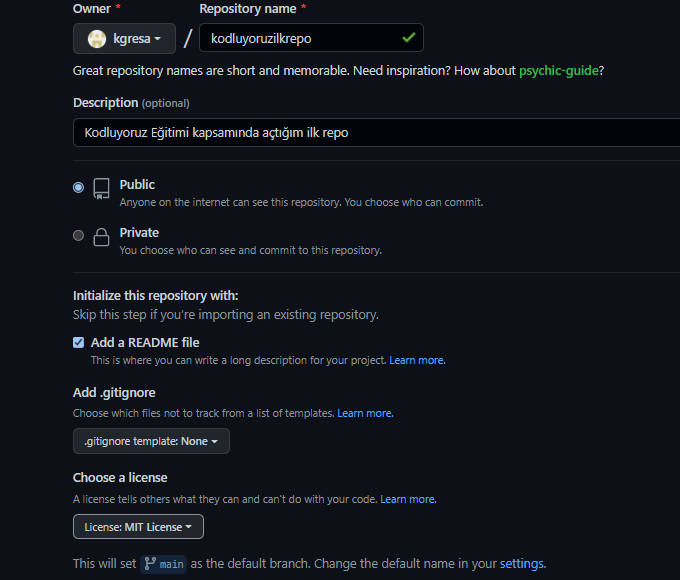 Owner * Repository name *
kgresa / kodluyoruzilkrepo
Great repository names are short and memorable. Need inspiration? How about psychic-guide?
Description (optional)
Kodluyoruz Eğitimi kapsamında açtığım ilk repo
Public
Anyone on the internet can see this repository. You choose who can commit.
Private
You choose who can see and commit to this repository.
Initialize this repository with:
Skip this step if you're importing an existing repository.
Add a README file
This is where you can write a long description for your project. Learn more.
Add .gitignore
Choose which files not to track from a list of templates. Learn more.
.gitignore template: None
Choose a license
A license tells others what they can and can't do with your code. Learn more.
License: MIT License
This will set main as the default branch. Change the default name in your settings.